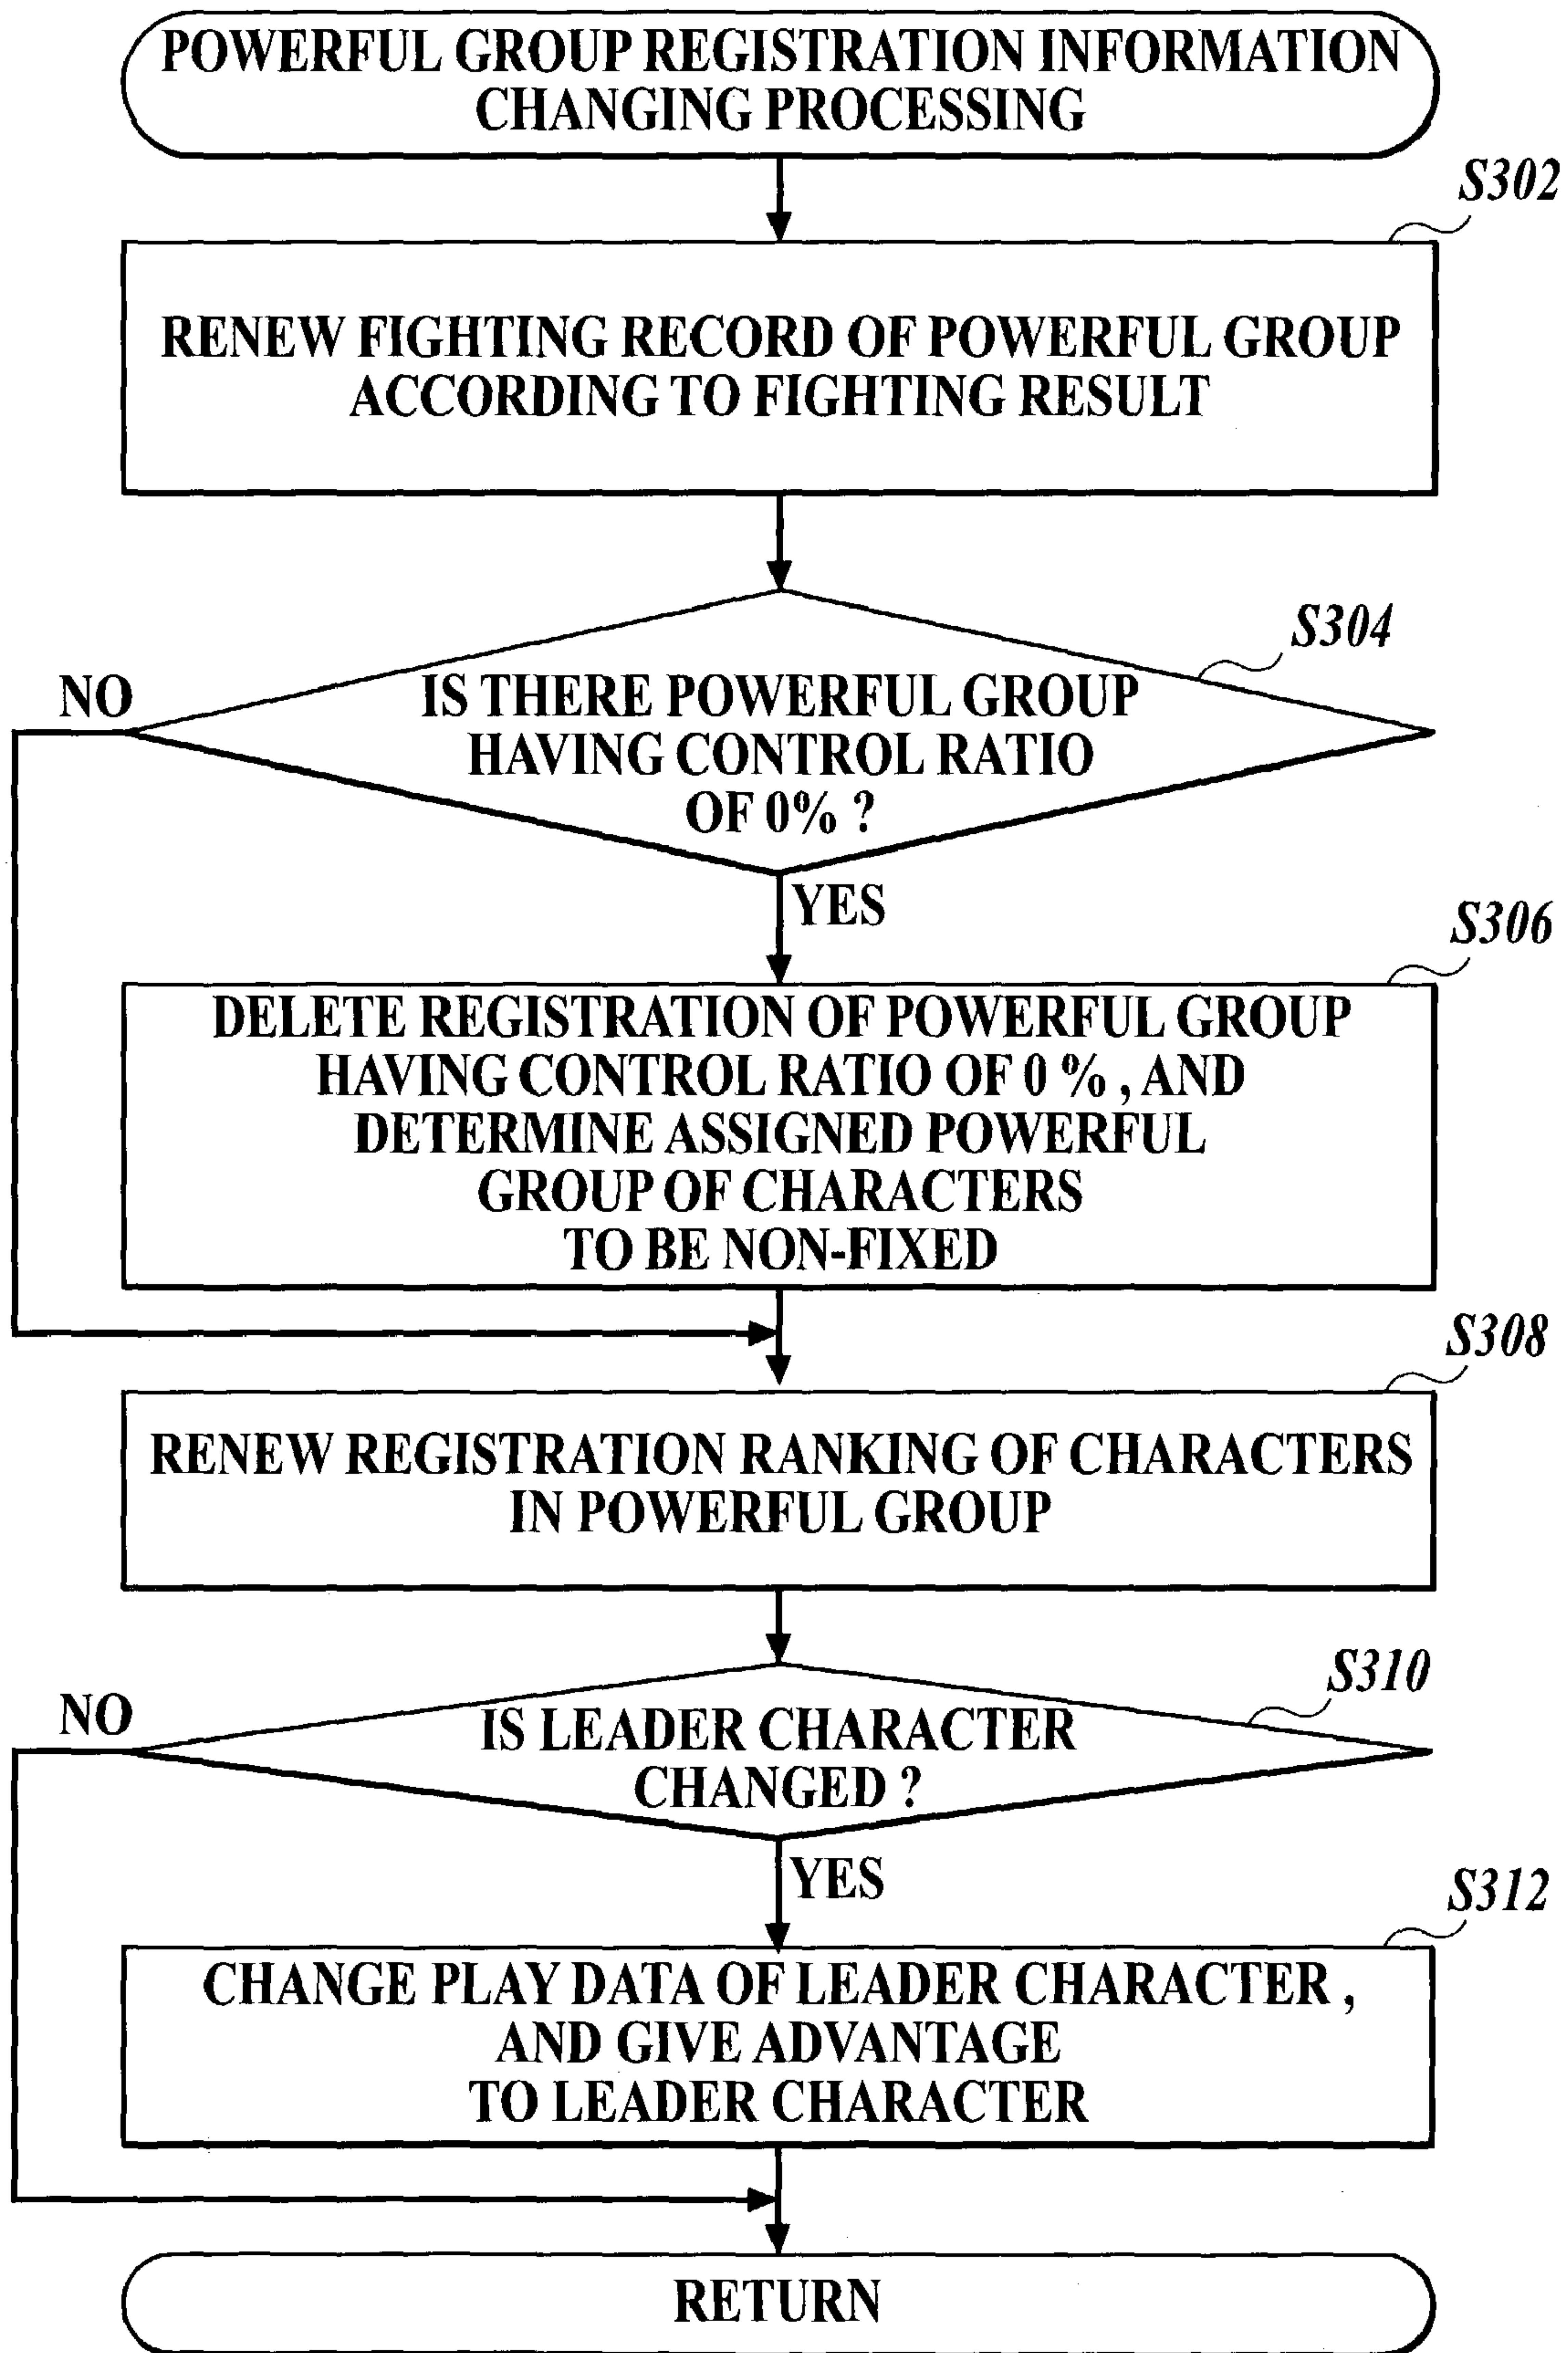 POWERFUL GROUP REGISTRATION INFORMATION
CHANGING PROCESSING
S302
RENEW FIGHTING RECORD OF POWERFUL GROUP
ACCORDING TO FIGHTING RESULT
S304
NO
IS THERE POWERFUL GROUP
HAVING CONTROL RATIO
OF 0% ?
YES
S306
DELETE REGISTRATION OF POWERFUL GROUP
HAVING CONTROL RATIO OF 0 % , AND
DETERMINE ASSIGNED POWERFUL
GROUP OF CHARACTERS
TO BE NON-FIXED
S308
RENEW REGISTRATION RANKING OF CHARACTERS
IN POWERFUL GROUP
S310
NO
IS LEADER CHARACTER
CHANGED ?
YES
S312
CHANGE PLAY DATA OF LEADER CHARACTER ,
AND GIVE ADVANTAGE
TO LEADER CHARACTER
RETURN